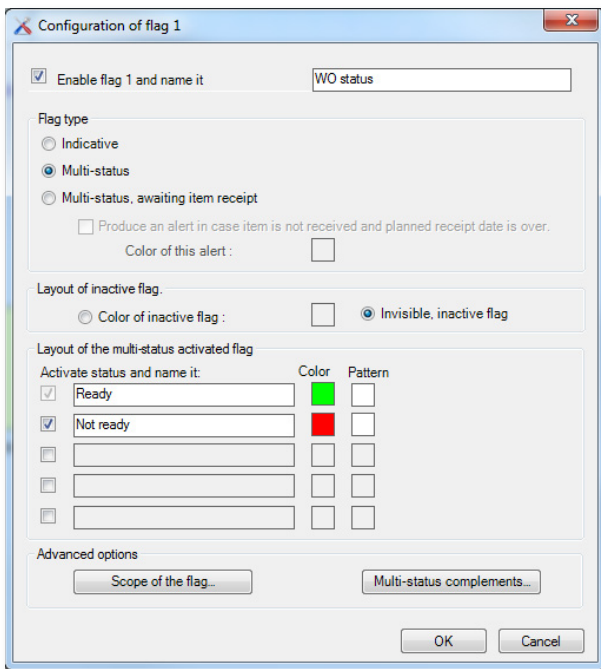 Configuration of flag 1
Enable flag 1 and name it WO status
Flag type
Indicative
Multi-status
Multi-status, awaiting item receipt
Produce an alert in case item is not received and planned receipt date is over.
Color of this alert :
Layout of inactive flag.
Color of inactive flag : Invisible, inactive flag
Layout of the multi-status activated flag
Activate status and name it: Color Pattern
Ready
Not ready
Advanced options
Scope of the flag... Multi-status complements...
OK Cancel